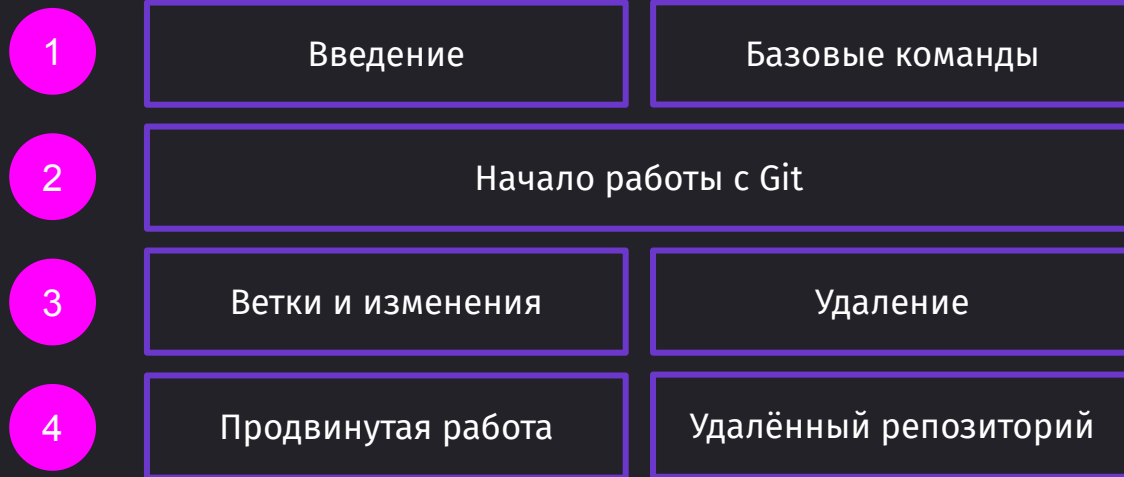 1
Введение
Базовые команды
2
Начало работы с Git
3
Ветки и изменения
Удаление
4
Продвинутая работа
Удалённый репозиторий